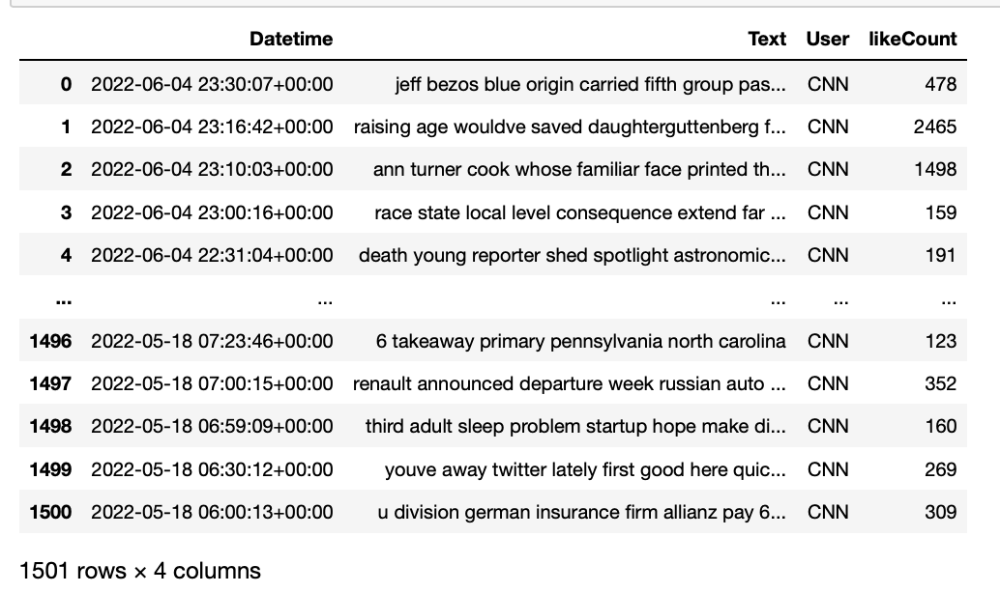 Datetime Text User likeCount
0 2022-06-04 23:30:07+00:00 jeff bezos blue origin carried fifth group pas... CNN 478
1 2022-06-04 23:16:42+00:00 raising age wouldve saved daughterguttenberg f... CNN 2465
2 2022-06-04 23:10:03+00:00 ann turner cook whose familiar face printed th... CNN 1498
3 2022-06-04 23:00:16+00:00 race state local level consequence extend far ... CNN 159
4 2022-06-04 22:31:04+00:00 death young reporter shed spotlight astronomic... CNN 191
... ... ... ... ...
1496 2022-05-18 07:23:46+00:00 6 takeaway primary pennsylvania north carolina CNN 123
1497 2022-05-18 07:00:15+00:00 renault announced departure week russian auto ... CNN 352
1498 2022-05-18 06:59:09+00:00 third adult sleep problem startup hope make di... CNN 160
1499 2022-05-18 06:30:12+00:00 youve away twitter lately first good here quic... CNN 269
1500 2022-05-18 06:00:13+00:00 u division german insurance firm allianz pay 6... CNN 309
1501 rows × 4 columns